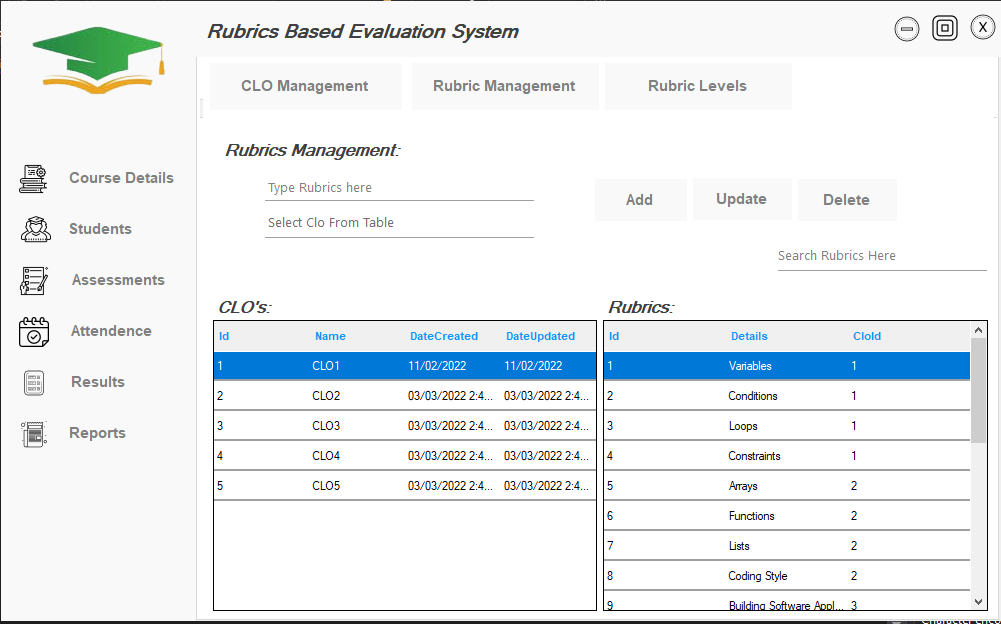 Rubrics Based Evaluation System
CLO Management Rubric Management Rubric Levels
Rubrics Management:
Type Rubrics here
Select Clo From Table
Add Update Delete
Search Rubrics Here
Course Details
Students
Assessments
Attendence
Results
Reports
CLO's:
Id Name DateCreated DateUpdated
1 CLO1 11/02/2022 11/02/2022
2 CLO2 03/03/2022 2:4... 03/03/2022 2:4...
3 CLO3 03/03/2022 2:4... 03/03/2022 2:4...
4 CLO4 03/03/2022 2:4... 03/03/2022 2:4...
5 CLO5 03/03/2022 2:4... 03/03/2022 2:4...
Rubrics:
Id Details CloId
1 Variables 1
2 Conditions 1
3 Loops 1
4 Constraints 1
5 Arrays 2
6 Functions 2
7 Lists 2
8 Coding Style 2
9 Building Software Appl... 3